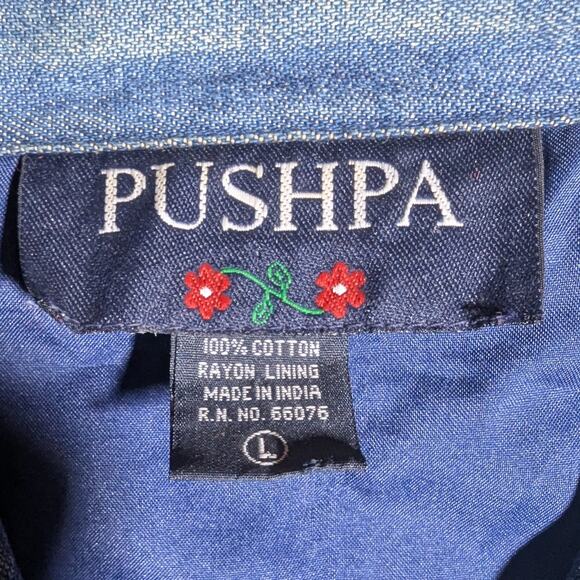 PUSHPA
100% COTTON
RAYON LINING
MADE IN INDIA
R.N. NO. 66076
L